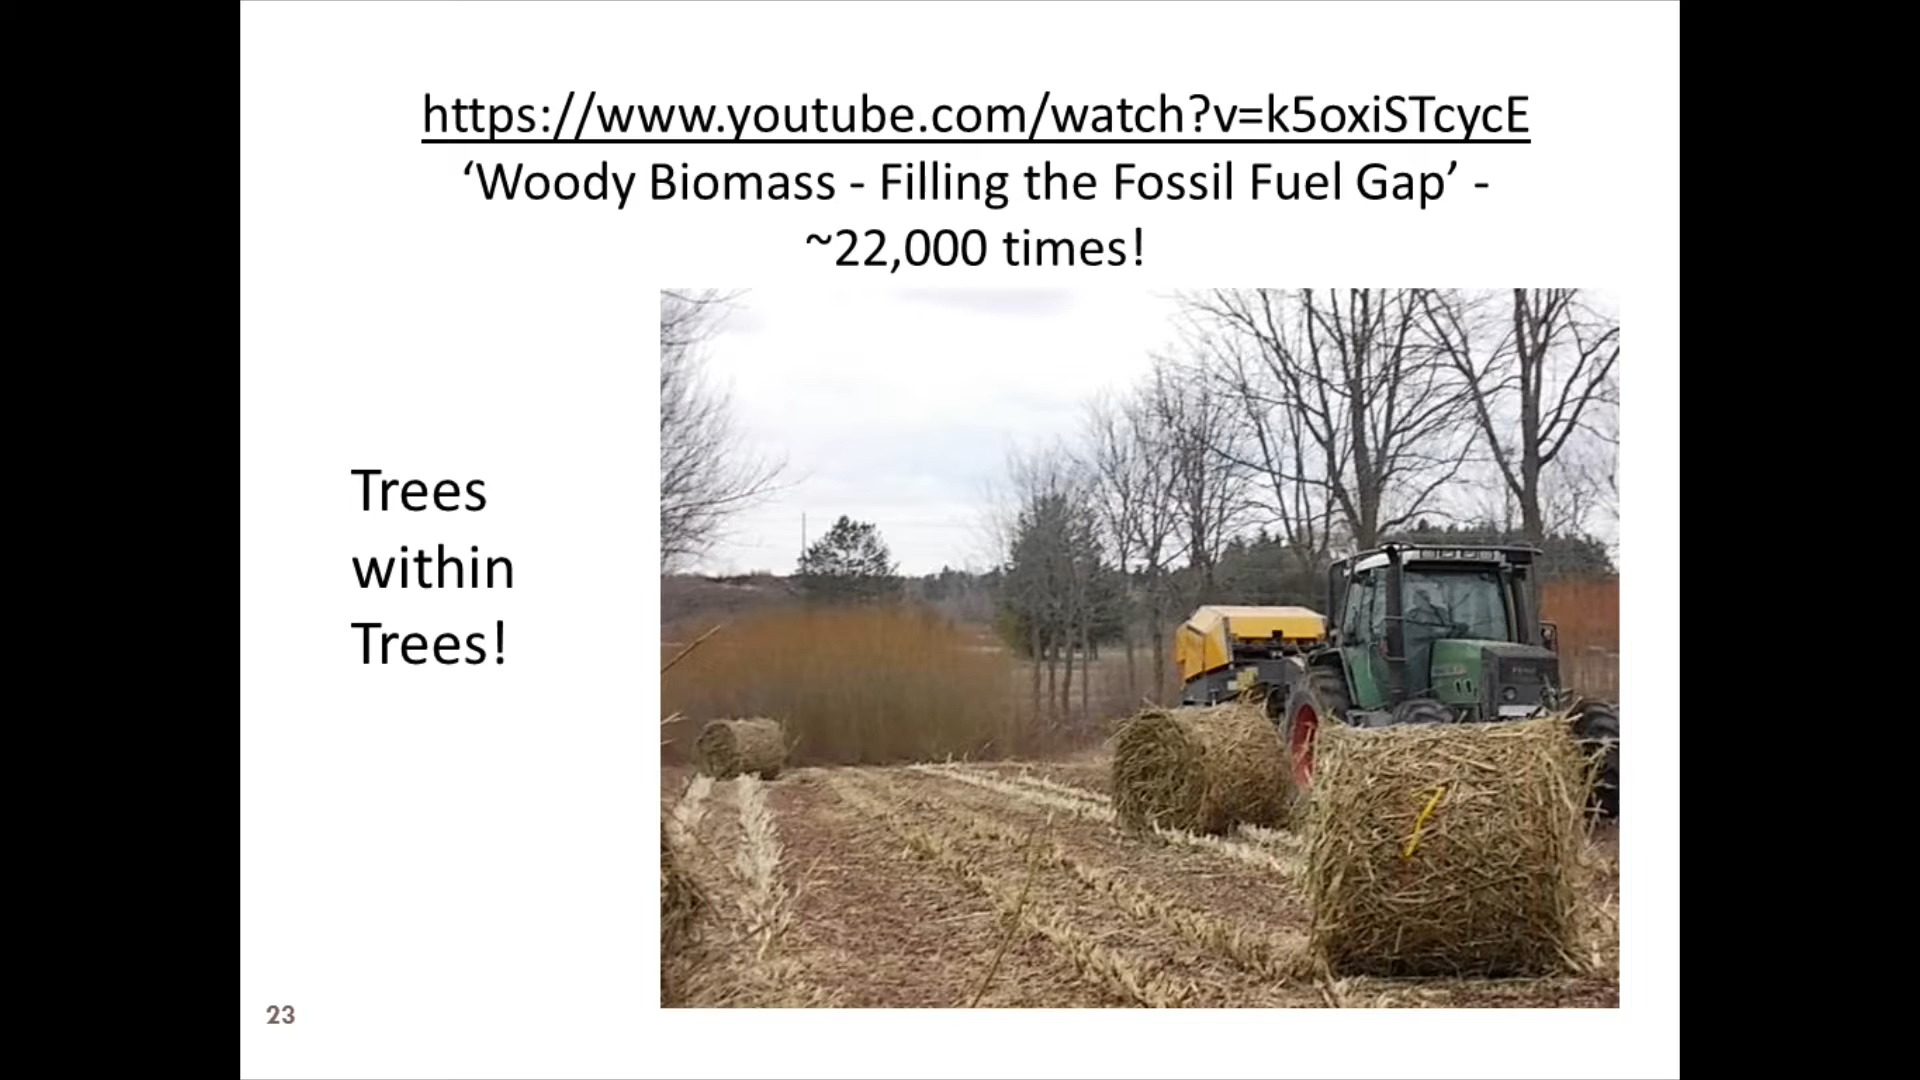 https://www.youtube.com/watch?v=k5oxiSTcycE
‘Woody Biomass - Filling the Fossil Fuel Gap’ -
~22,000 times!
Trees
within
Trees!
23